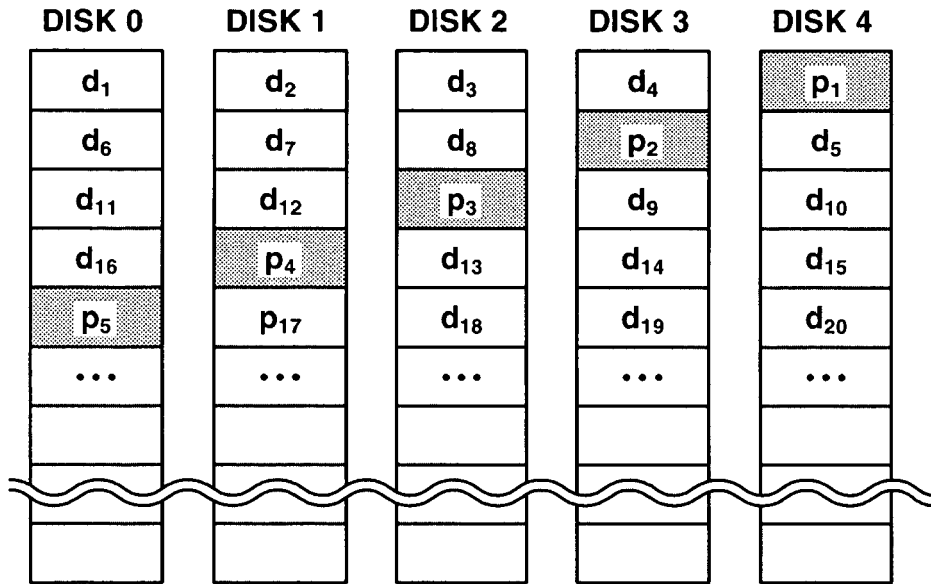 DISK 0 DISK 1 DISK 2 DISK 3 DISK 4
d₁ d₂ d₃ d₄ p₁
d₆ d₇ d₈ p₂ d₅
d₁₁ d₁₂ p₃ d₉ d₁₀
d₁₆ p₄ d₁₃ d₁₄ d₁₅
p₅ p₁₇ d₁₈ d₁₉ d₂₀
••• ••• ••• ••• •••